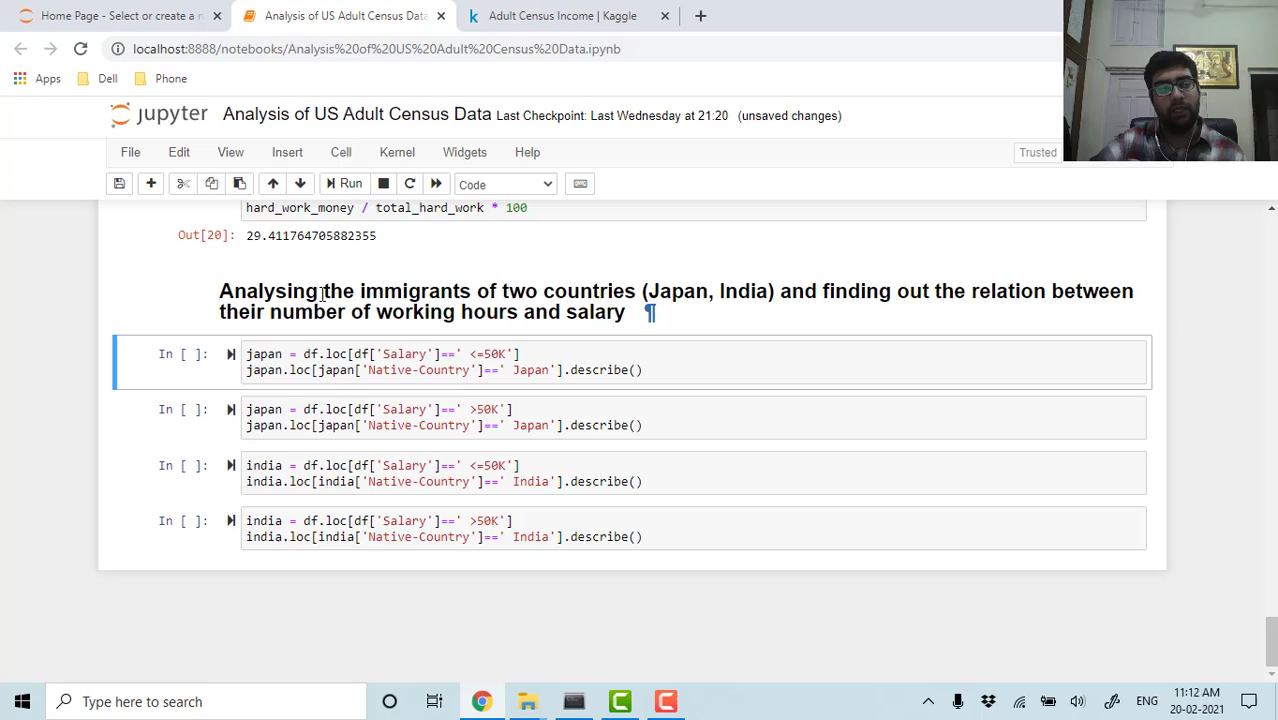 Home Page - Select or create a n
Analysis of US Adult Census Data
Adult Census Income | Kaggle
localhost:8888/notebooks/Analysis%20of%20US%20Adult%20Census%20Data.ipynb
Apps
Dell
Phone
jupyter
Analysis of US Adult Census Data Last Checkpoint: Last Wednesday at 21:20 (unsaved changes)
File Edit View Insert Cell Kernel Widgets Help
Trusted
Run
Code
hard_work_money / total_hard_work * 100
Out[20]: 29.411764705882355
Analysing the immigrants of two countries (Japan, India) and finding out the relation between
their number of working hours and salary ¶
In [ ]: japan = df.loc[df['Salary']==' <=50K']
japan.loc[japan['Native-Country']==' Japan'].describe()
In [ ]: japan = df.loc[df['Salary']==' >50K']
japan.loc[japan['Native-Country']==' Japan'].describe()
In [ ]: india = df.loc[df['Salary']==' <=50K']
india.loc[india['Native-Country']==' India'].describe()
In [ ]: india = df.loc[df['Salary']==' >50K']
india.loc[india['Native-Country']==' India'].describe()
Type here to search
ENG
11:12 AM
20-02-2021